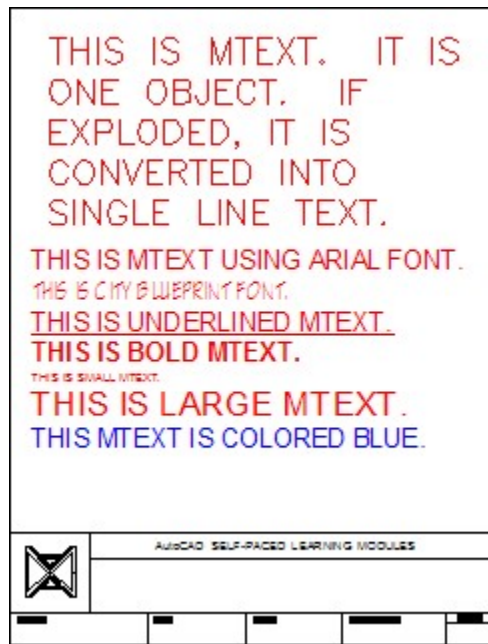 THIS IS MTEXT. IT IS
ONE OBJECT. IF
EXPLODED, IT IS
CONVERTED INTO
SINGLE LINE TEXT.
THIS IS MTEXT USING ARIAL FONT.
THIS IS CITY BLUEPRINT FONT.
THIS IS UNDERLINED MTEXT.
THIS IS BOLD MTEXT.
THIS IS SMALL MTEXT.
THIS IS LARGE MTEXT.
THIS MTEXT IS COLORED BLUE.
AutoCAD SELF-PACED LEARNING MODULES